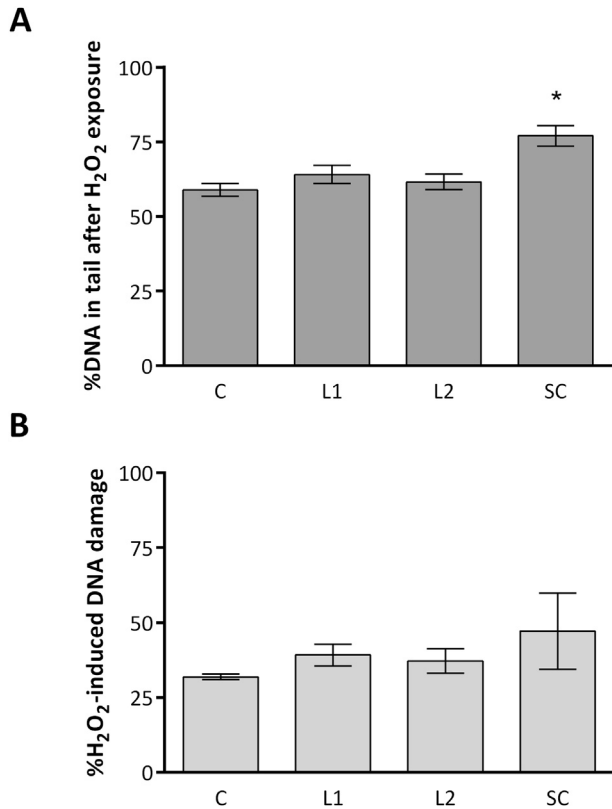 A
%DNA in tail after H₂O₂ exposure
100
75
50
25
0
*
C L1 L2 SC
B
%H₂O₂-induced DNA damage
100
75
50
25
0
C L1 L2 SC